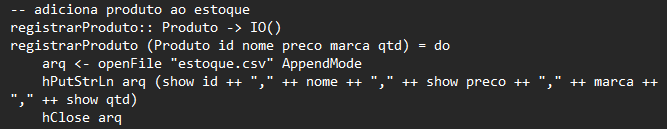 -- adiciona produto ao estoque
registrarProduto:: Produto -> IO()
registrarProduto (Produto id nome preco marca qtd) = do
    arq <- openFile "estoque.csv" AppendMode
    hPutStrLn arq (show id ++ "," ++ nome ++ "," ++ show preco ++ "," ++ marca ++
"," ++ show qtd)
    hClose arq